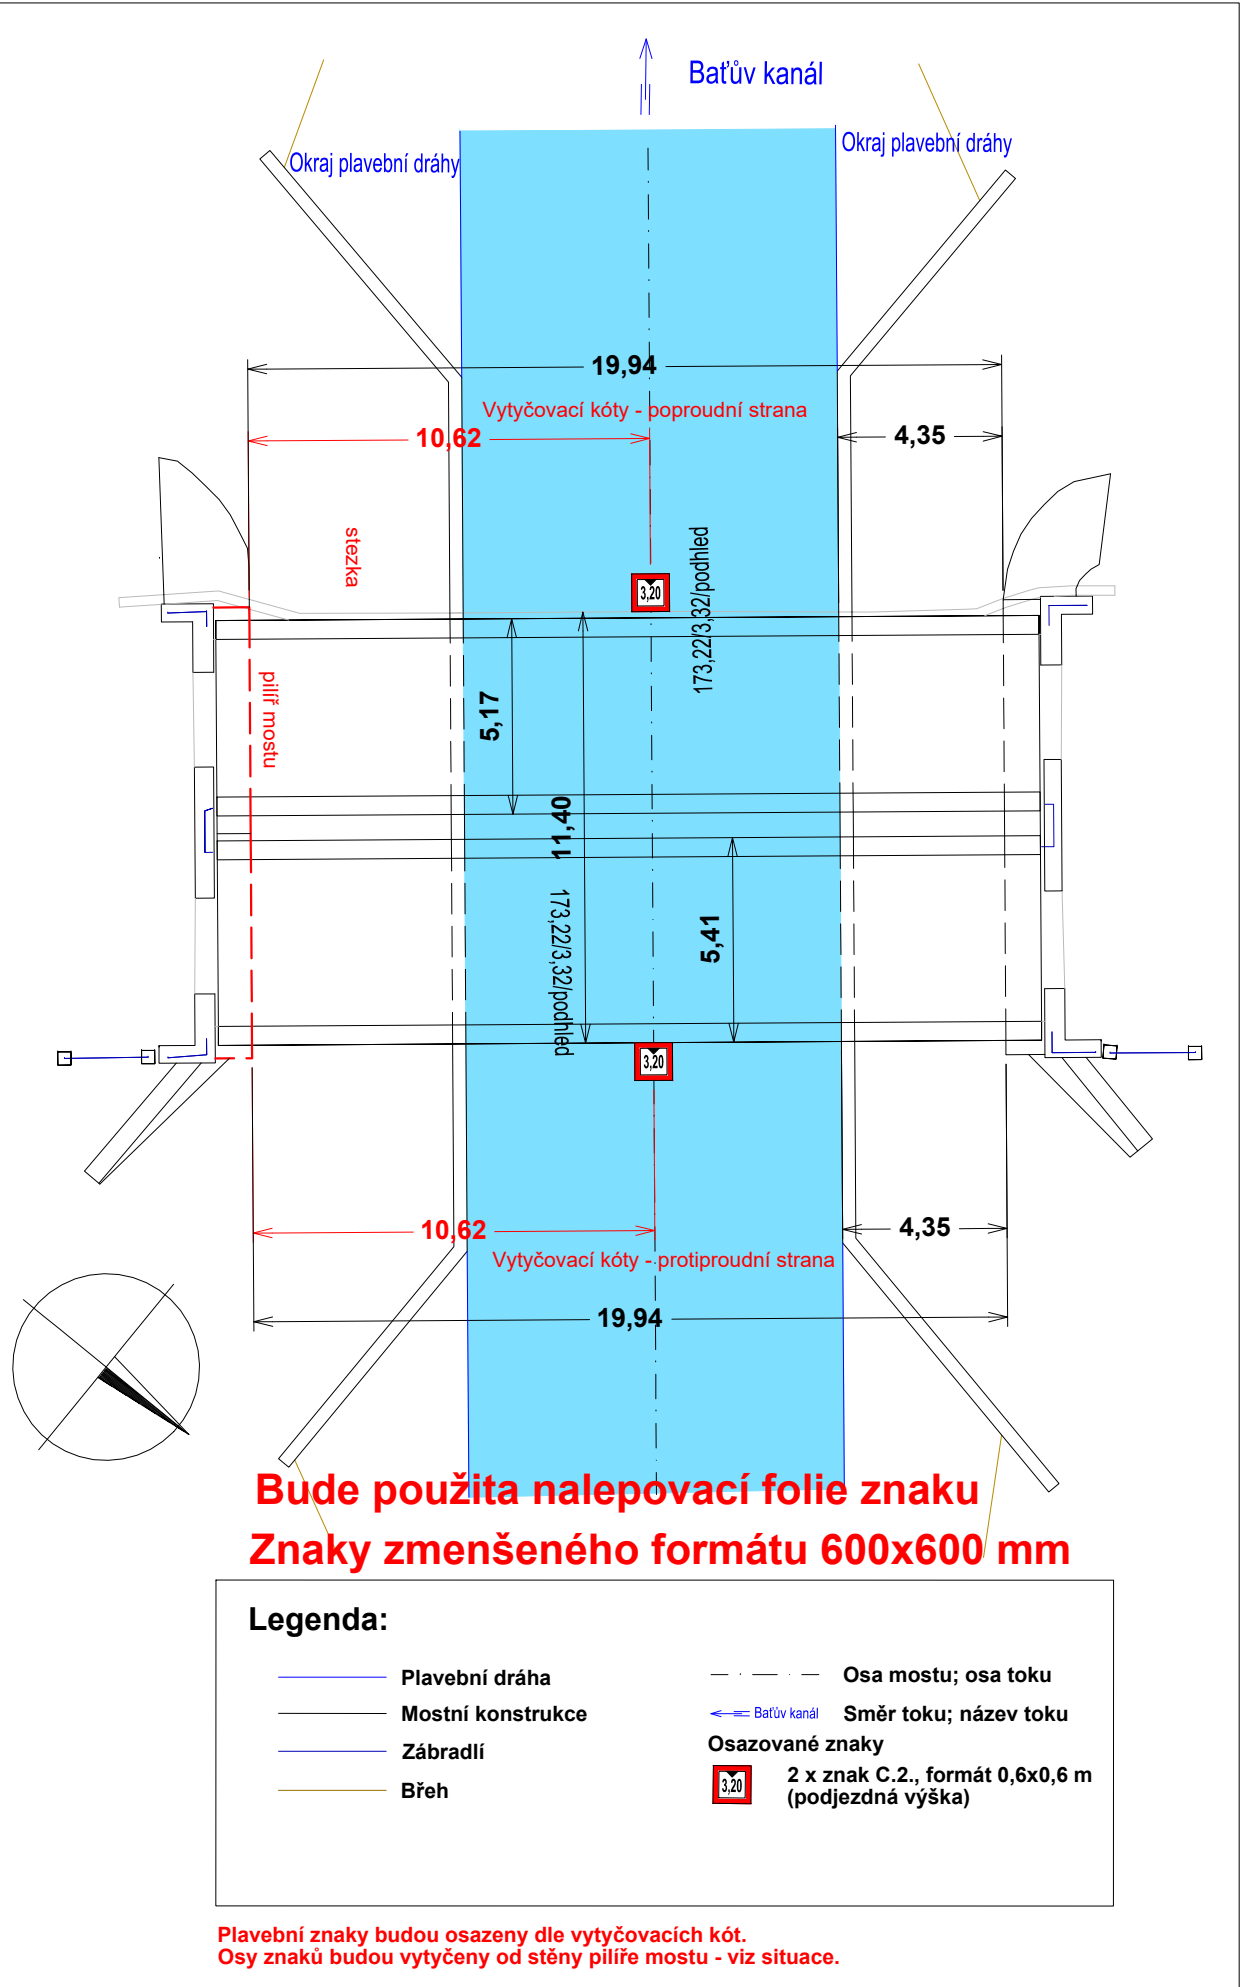 Baťův kanál
Okraj plavební dráhy
Okraj plavební dráhy
19,94
Vytyčovací kóty - poproudní strana
10,62
4,35
stezka
3,20
173,22/3,32/podhled
pilíř mostu
5,17
11,40
173,22/3,32/podhled
5,41
3,20
10,62
4,35
Vytyčovací kóty - protiproudní strana
19,94
Bude použita nalepovací folie znaku
Znaky zmenšeného formátu 600x600 mm
Legenda:
Plavební dráha
Mostní konstrukce
Zábradlí
Břeh
Osa mostu; osa toku
Baťův kanál
Směr toku; název toku
Osazované znaky
3,20
2 x znak C.2., formát 0,6x0,6 m
(podjezdná výška)
Plavební znaky budou osazeny dle vytyčovacích kót.
Osy znaků budou vytyčeny od stěny pilíře mostu - viz situace.